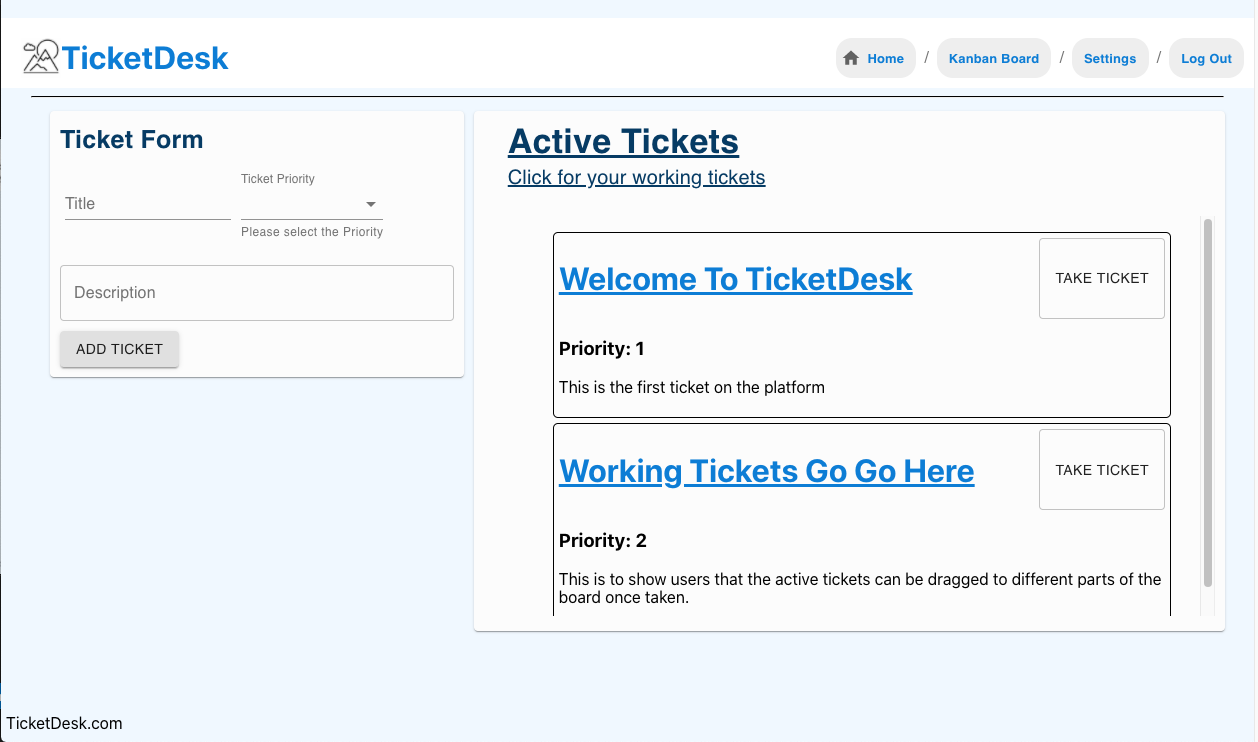 TicketDesk
Home / Kanban Board / Settings / Log Out
Ticket Form
Ticket Priority
Title
Please select the Priority
Description
ADD TICKET
Active Tickets
Click for your working tickets
Welcome To TicketDesk
TAKE TICKET
Priority: 1
This is the first ticket on the platform
Working Tickets Go Go Here
TAKE TICKET
Priority: 2
This is to show users that the active tickets can be dragged to different parts of the
board once taken.
TicketDesk.com